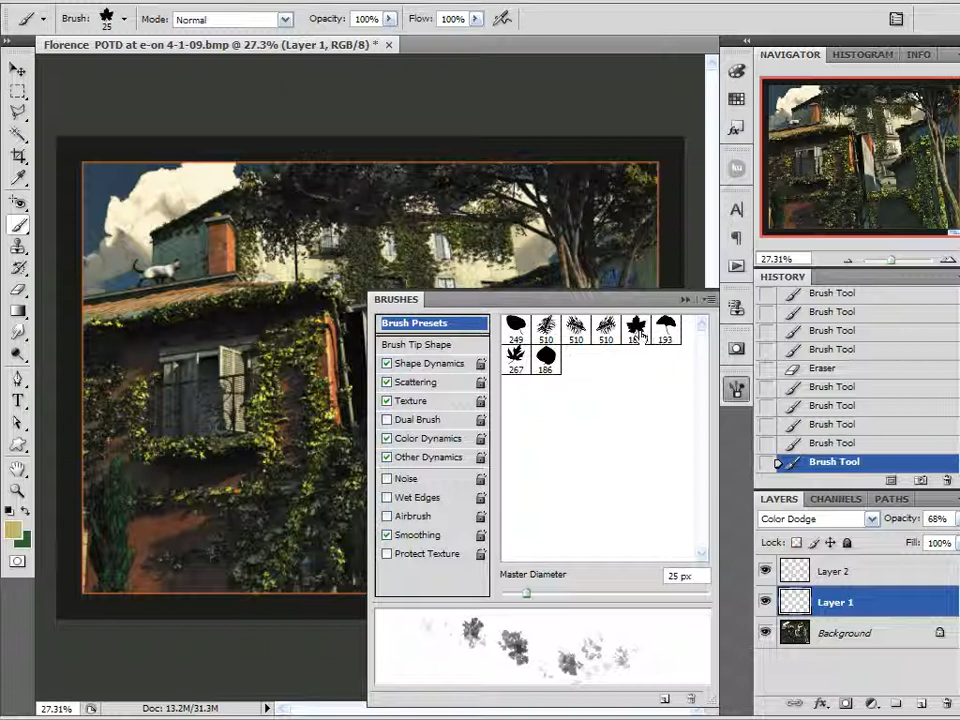 Brush: 25 Mode: Normal Opacity: 100% Flow: 100%
Florence POTD at e-on 4-1-09.bmp @ 27.3% (Layer 1, RGB/8) *
NAVIGATOR HISTOGRAM INFO
27.31%
HISTORY
Brush Tool
Brush Tool
Brush Tool
Brush Tool
Eraser
Brush Tool
Brush Tool
Brush Tool
Brush Tool
Brush Tool
LAYERS CHANNELS PATHS
Color Dodge Opacity: 68%
Lock: Fill: 100%
Layer 2
Layer 1
Background
BRUSHES
Brush Presets
Brush Tip Shape
Shape Dynamics
Scattering
Texture
Dual Brush
Color Dynamics
Other Dynamics
Noise
Wet Edges
Airbrush
Smoothing
Protect Texture
249 510 510 510 193
267 186
Master Diameter 25 px
27.31% Doc: 13.2M/31.3M